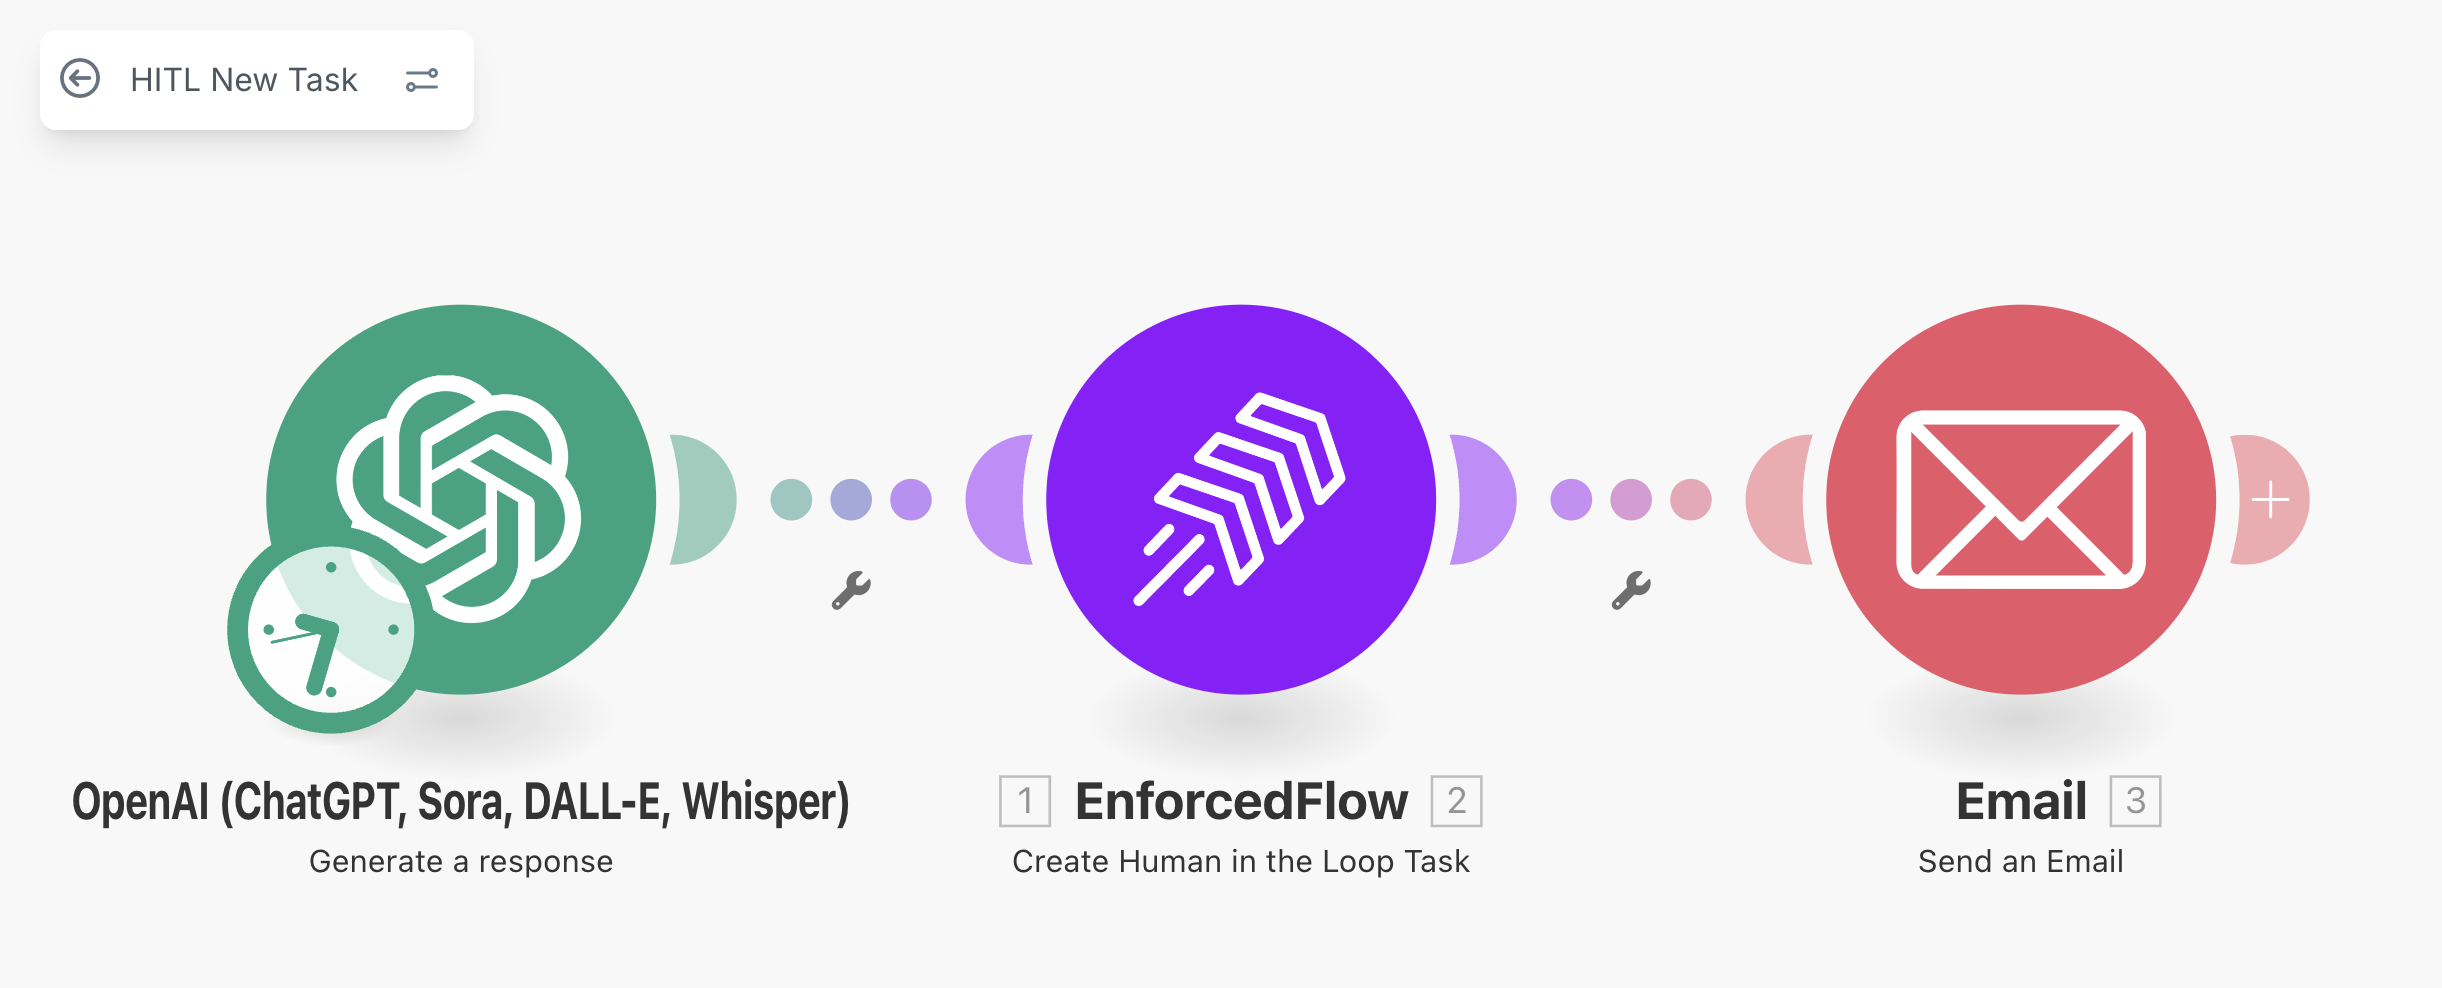 HITL New Task
OpenAI (ChatGPT, Sora, DALL-E, Whisper) 1
Generate a response
EnforcedFlow 2
Create Human in the Loop Task
Email 3
Send an Email